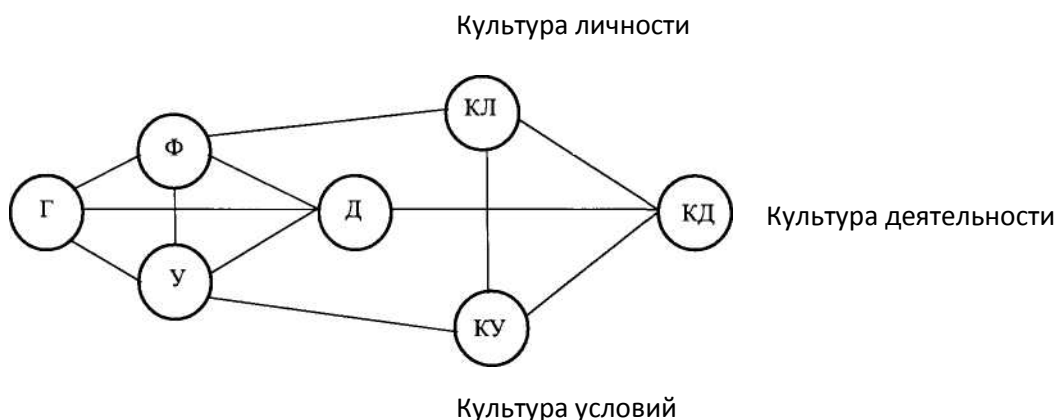 Культура личности
КЛ
Ф
Г
Д
КД
Культура деятельности
У
КУ
Культура условий